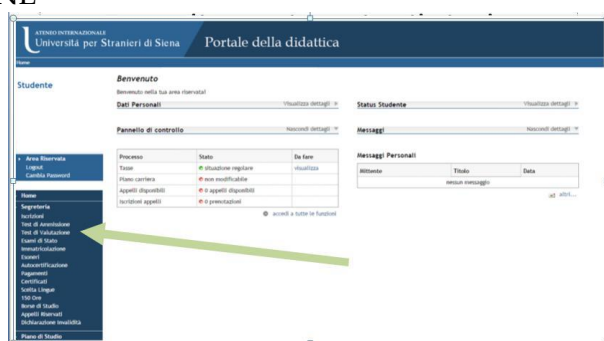 NE
ATENEO INTERNAZIONALE
Università per Stranieri di Siena
Portale della didattica
Home
Studente
Benvenuto
Benvenuto nella tua area riservata!
Dati Personali Visualizza dettagli
Status Studente Visualizza dettagli
Pannello di controllo Nascondi dettagli
Messaggi Nascondi dettagli
Processo Stato Da fare
Tasse situazione regolare visualizza
Piano carriera non modificabile
Appelli disponibili 0 appelli disponibili
Iscrizioni appelli 0 prenotazioni
accedi a tutte le funzioni
Messaggi Personali
Mittente Titolo Data
nessun messaggio
altri...
Area Riservata
Logout
Cambia Password
Home
Segreteria
Iscrizioni
Test di Ammissione
Test di Valutazione
Esami di Stato
Immatricolazione
Esoneri
Autocertificazione
Pagamenti
Certificati
Scelta Lingue
150 Ore
Borse di Studio
Appelli Riservati
Dichiarazione Invalidità
Piano di Studio